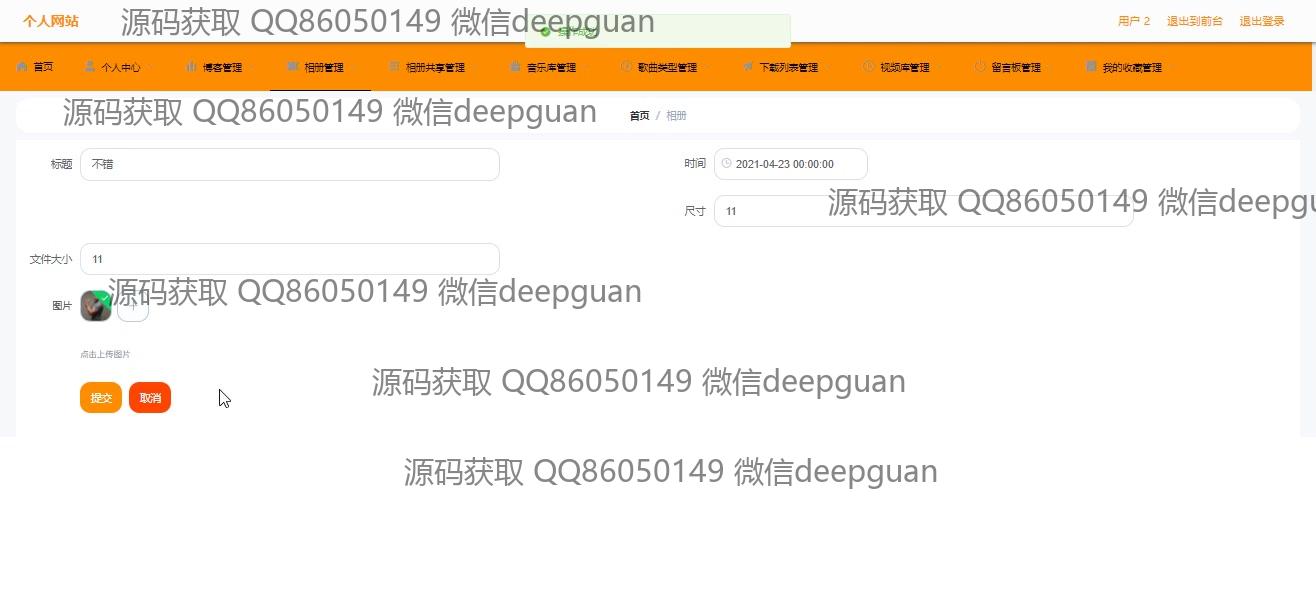 个人网站
源码获取 QQ86050149 微信deepguan
操作成功
用户 2 退出到前台 退出登录
首页 个人中心 博客管理 相册管理 相册共享管理 音乐库管理 歌曲类型管理 下载列表管理 视频库管理 留言板管理 我的收藏管理
源码获取 QQ86050149 微信deepguan
首页 / 相册
标题 不错
时间 2021-04-23 00:00:00
源码获取 QQ86050149 微信deepgu
尺寸 11
文件大小 11
图片
源码获取 QQ86050149 微信deepguan
点击上传图片
源码获取 QQ86050149 微信deepguan
提交 取消
源码获取 QQ86050149 微信deepguan